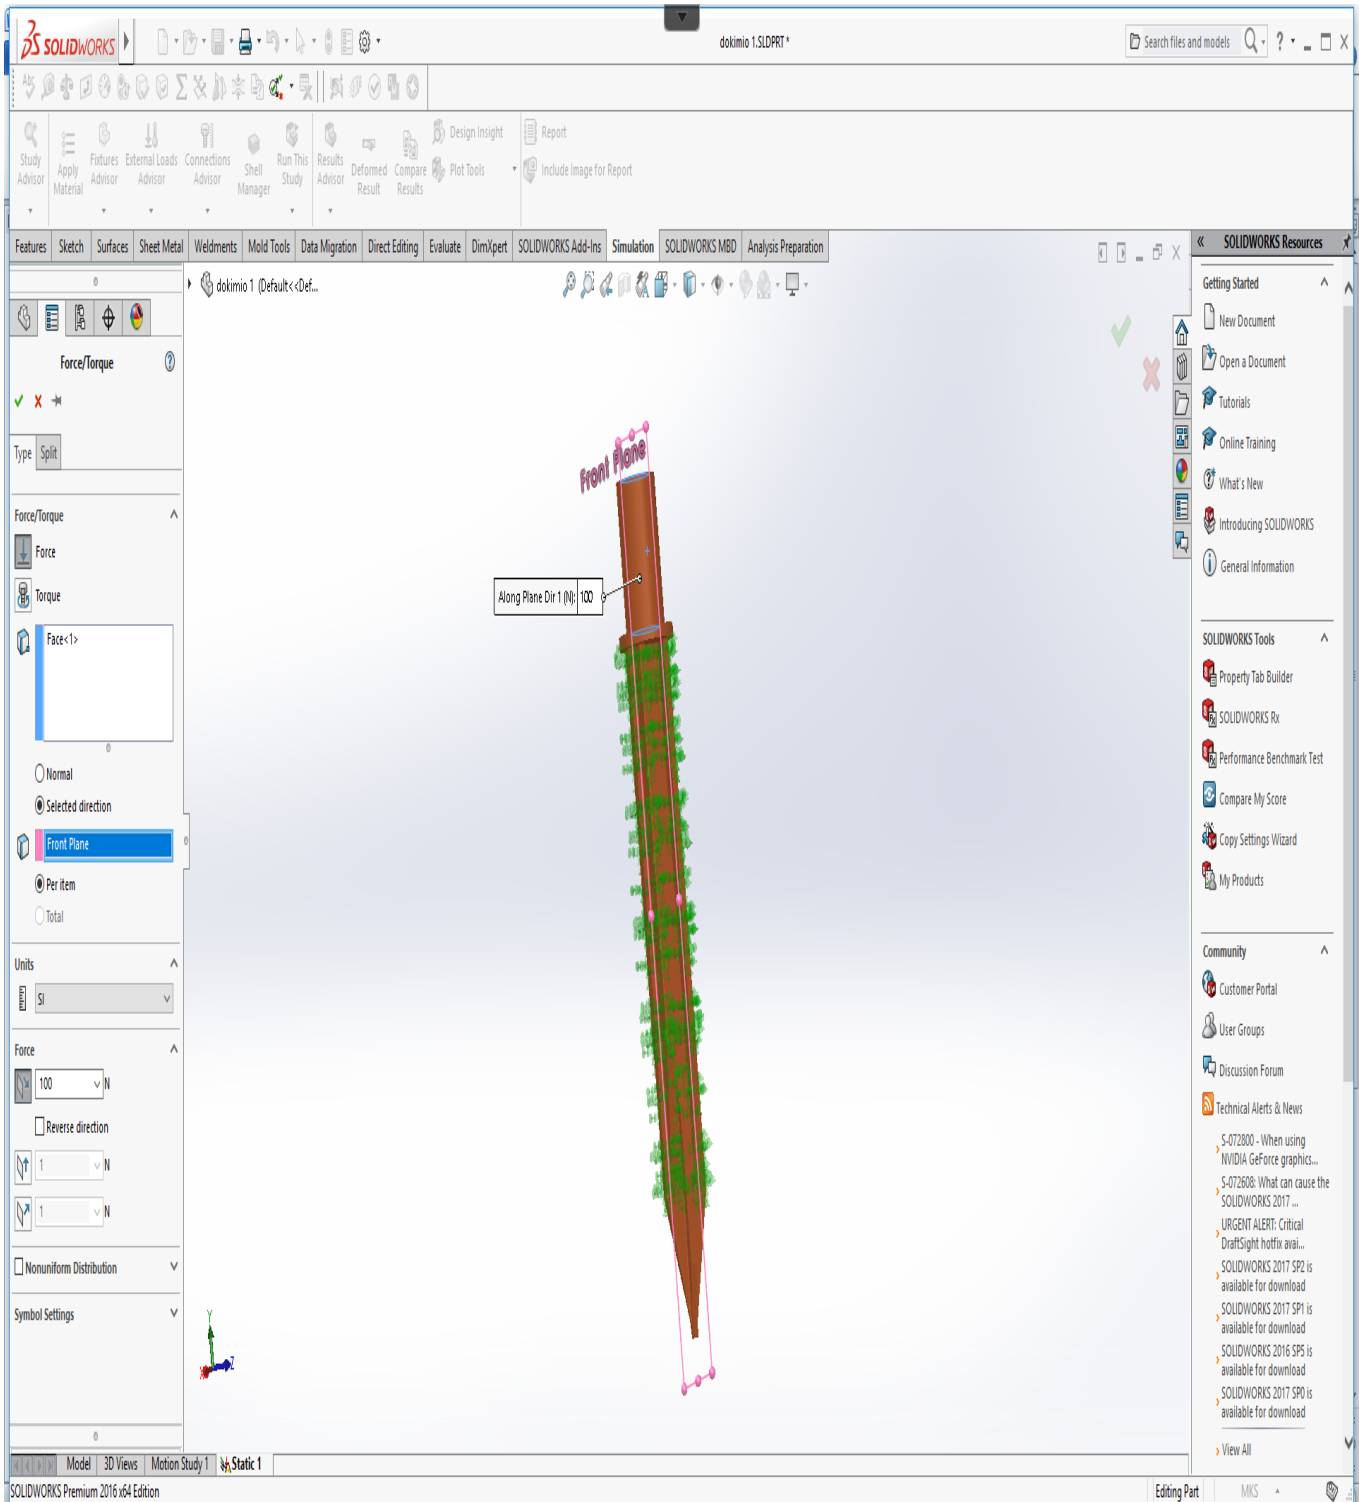 SOLIDWORKS
dokimio 1.SLDPRT *
Search files and models
?
Study Advisor
Apply Material
Fixtures Advisor
External Loads Advisor
Connections Advisor
Shell Manager
Run This Study
Results Advisor
Deformed Result
Compare Results
Design Insight
Plot Tools
Report
Include Image for Report
Features
Sketch
Surfaces
Sheet Metal
Weldments
Mold Tools
Data Migration
Direct Editing
Evaluate
DimXpert
SOLIDWORKS Add-Ins
Simulation
SOLIDWORKS MBD
Analysis Preparation
dokimio 1 (Default<<Def...
Force/Torque
Type
Split
Force/Torque
Force
Torque
Face<1>
Normal
Selected direction
Front Plane
Per item
Total
Units
SI
Force
100 N
Reverse direction
1 N
1 N
Nonuniform Distribution
Symbol Settings
Front Plane
Along Plane Dir 1 (N): 100
Y
X
Z
SOLIDWORKS Resources
Getting Started
New Document
Open a Document
Tutorials
Online Training
What's New
Introducing SOLIDWORKS
General Information
SOLIDWORKS Tools
Property Tab Builder
SOLIDWORKS Rx
Performance Benchmark Test
Compare My Score
Copy Settings Wizard
My Products
Community
Customer Portal
User Groups
Discussion Forum
Technical Alerts & News
S-072800 - When using
NVIDIA GeForce graphics...
S-072608: What can cause the
SOLIDWORKS 2017 ...
URGENT ALERT: Critical
DraftSight hotfix avai...
SOLIDWORKS 2017 SP2 is
available for download
SOLIDWORKS 2017 SP1 is
available for download
SOLIDWORKS 2016 SP5 is
available for download
SOLIDWORKS 2017 SP0 is
available for download
View All
Model
3D Views
Motion Study 1
Static 1
SOLIDWORKS Premium 2016 x64 Edition
Editing Part
MKS